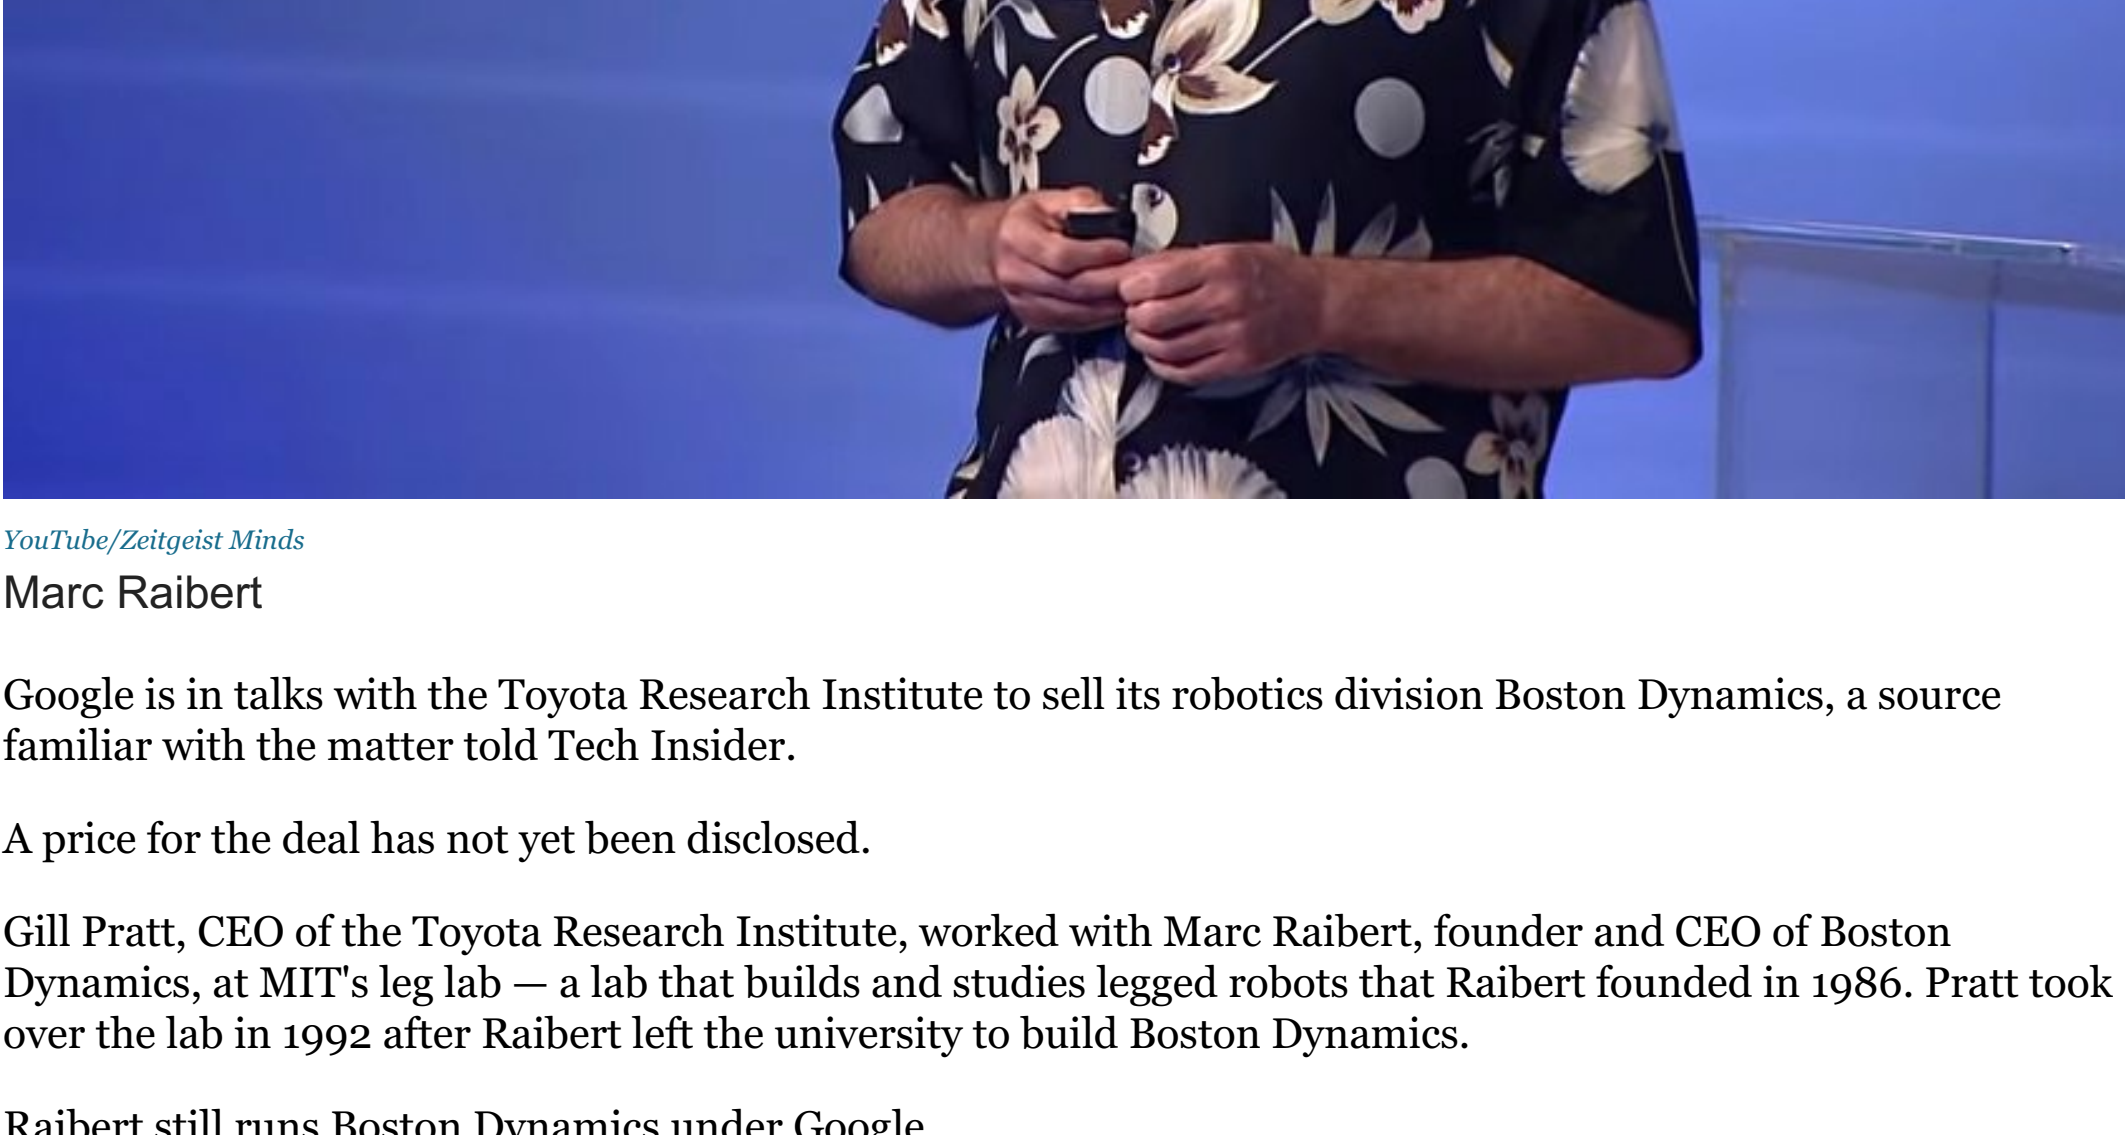 YouTube/Zeitgeist Minds
Marc Raibert
Google is in talks with the Toyota Research Institute to sell its robotics division Boston Dynamics, a source
familiar with the matter told Tech Insider.
A price for the deal has not yet been disclosed.
Gill Pratt, CEO of the Toyota Research Institute, worked with Marc Raibert, founder and CEO of Boston
Dynamics, at MIT's leg lab — a lab that builds and studies legged robots that Raibert founded in 1986. Pratt took
over the lab in 1992 after Raibert left the university to build Boston Dynamics.
Raibert still runs Boston Dynamics under Google